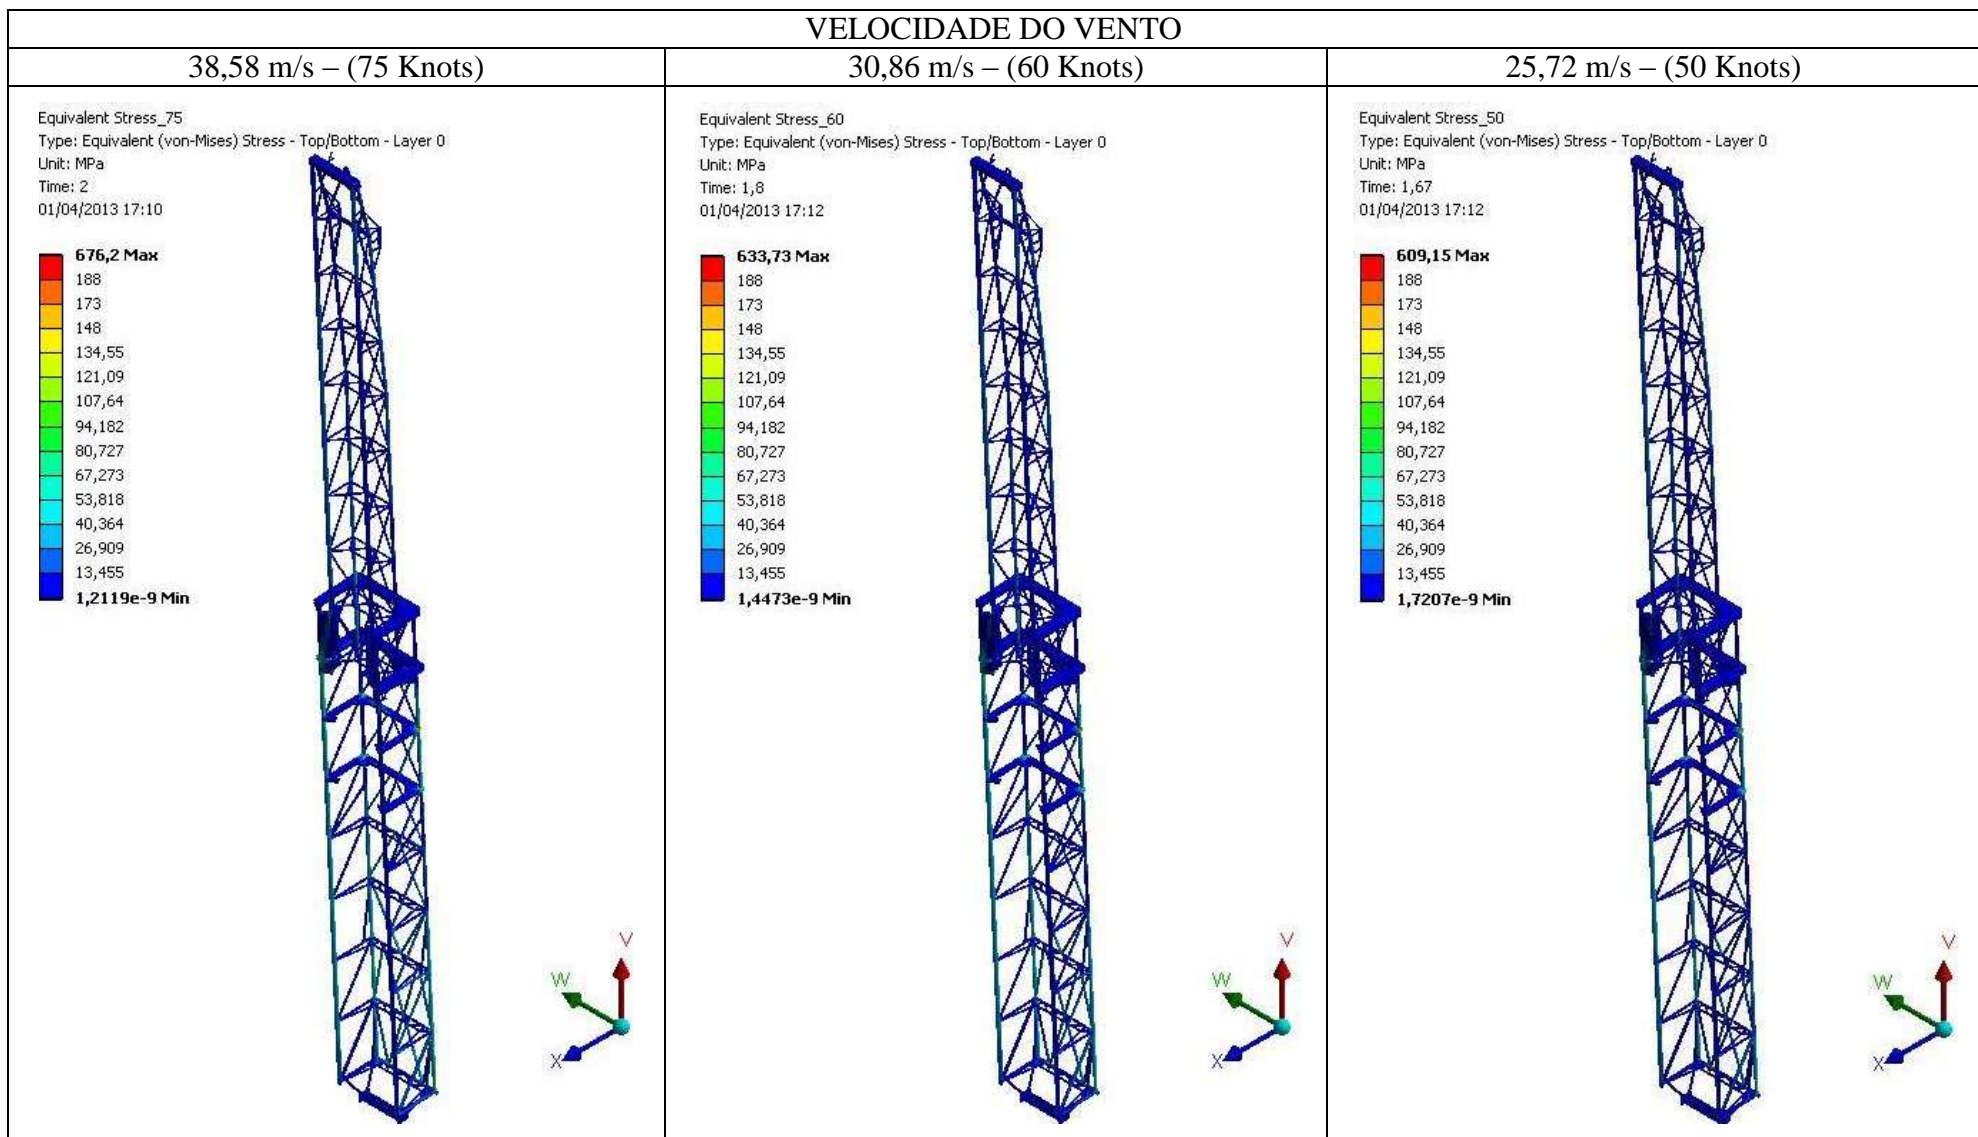 VELOCIDADE DO VENTO
38,58 m/s – (75 Knots)
30,86 m/s – (60 Knots)
25,72 m/s – (50 Knots)
Equivalent Stress_75
Type: Equivalent (von-Mises) Stress - Top/Bottom - Layer 0
Unit: MPa
Time: 2
01/04/2013 17:10
676,2 Max
188
173
148
134,55
121,09
107,64
94,182
80,727
67,273
53,818
40,364
26,909
13,455
1,2119e-9 Min
V
W
X
Equivalent Stress_60
Type: Equivalent (von-Mises) Stress - Top/Bottom - Layer 0
Unit: MPa
Time: 1,8
01/04/2013 17:12
633,73 Max
188
173
148
134,55
121,09
107,64
94,182
80,727
67,273
53,818
40,364
26,909
13,455
1,4473e-9 Min
V
W
X
Equivalent Stress_50
Type: Equivalent (von-Mises) Stress - Top/Bottom - Layer 0
Unit: MPa
Time: 1,67
01/04/2013 17:12
609,15 Max
188
173
148
134,55
121,09
107,64
94,182
80,727
67,273
53,818
40,364
26,909
13,455
1,7207e-9 Min
V
W
X